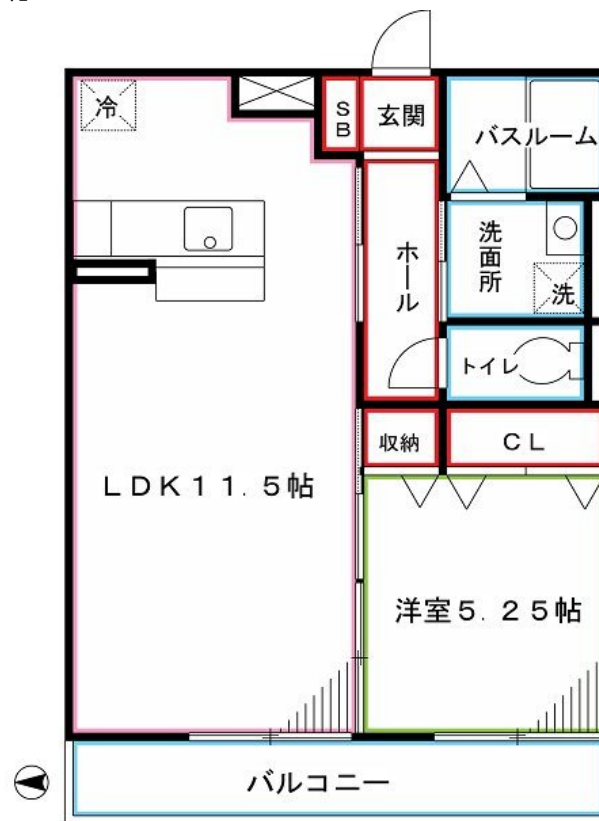 冷
SB
玄関
バスルーム
ホール
洗面所
洗
トイレ
収納
CL
LDK11.5帖
洋室5.25帖
バルコニー